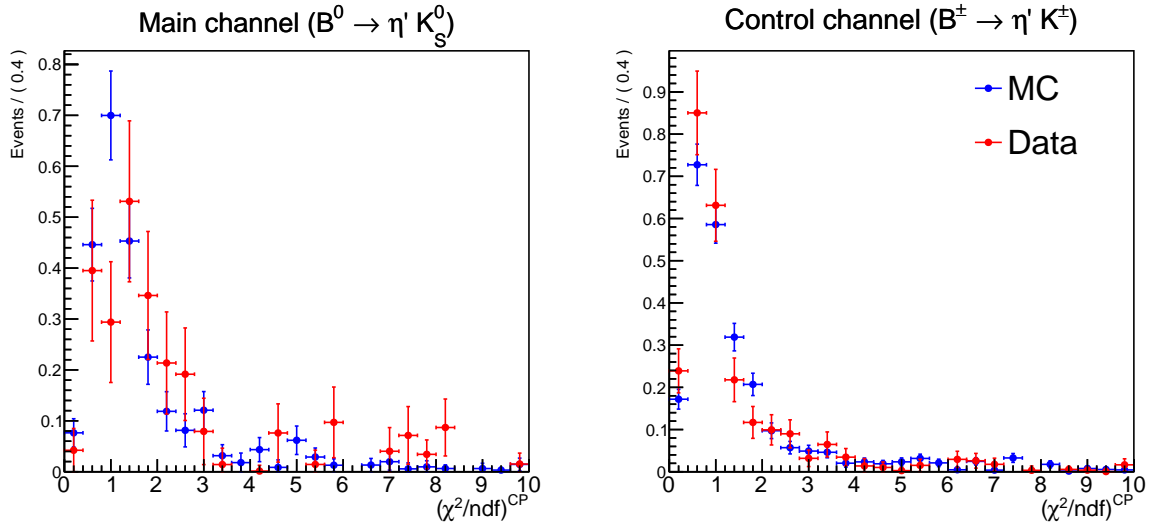 Main channel (B⁰ → η' K⁰_S)
Events / ( 0.4 )
0.8
0.7
0.6
0.5
0.4
0.3
0.2
0.1
0
0 1 2 3 4 5 6 7 8 9 10
(χ²/ndf)^CP
Control channel (B^± → η' K^±)
Events / ( 0.4 )
0.9
0.8
0.7
0.6
0.5
0.4
0.3
0.2
0.1
0
MC
Data
0 1 2 3 4 5 6 7 8 9 10
(χ²/ndf)^CP